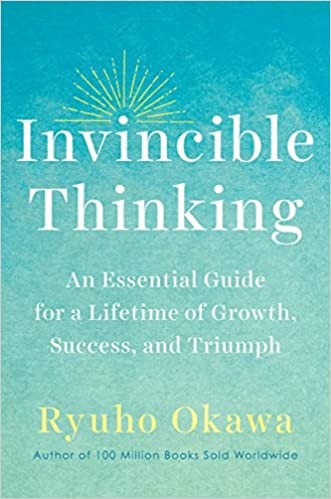 Invincible
Thinking
An Essential Guide
for a Lifetime of Growth,
Success, and Triumph
Ryuho Okawa
Author of 100 Million Books Sold Worldwide